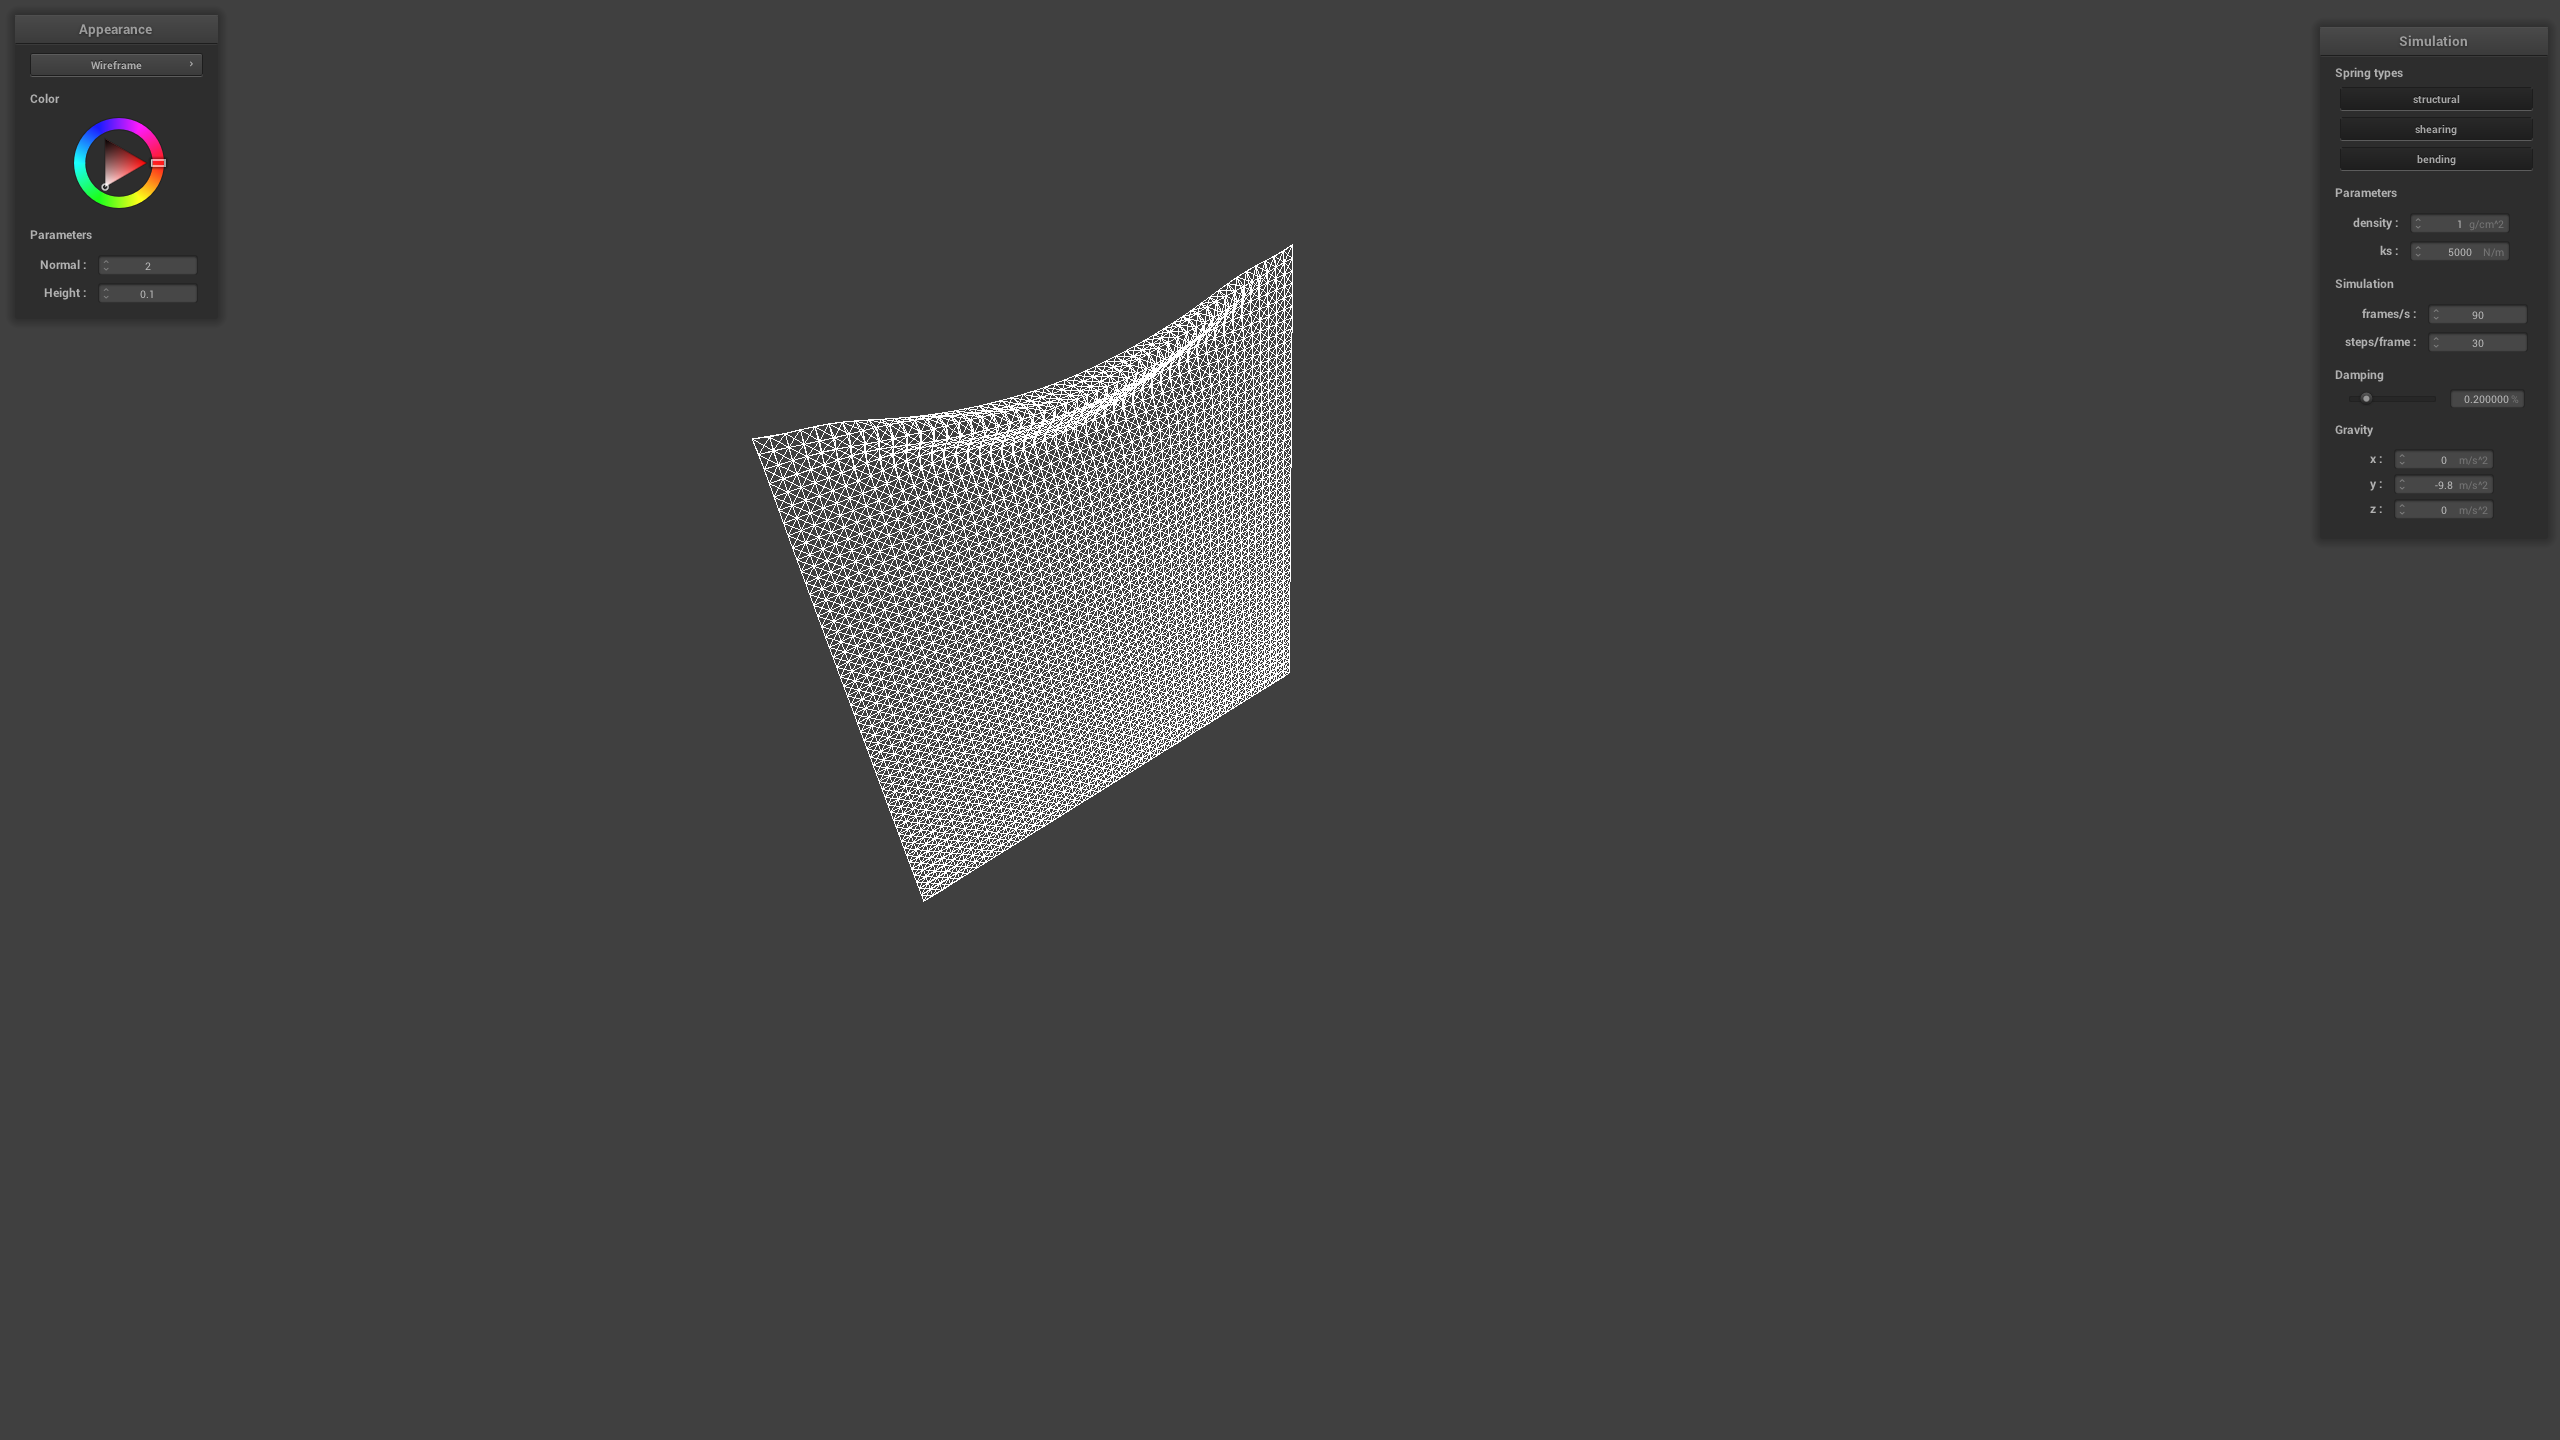 Appearance
Wireframe
Color
Parameters
Normal : 2
Height : 0.1
Simulation
Spring types
structural
shearing
bending
Parameters
density : 1 g/cm^2
ks : 5000 N/m
Simulation
frames/s : 90
steps/frame : 30
Damping
0.200000 %
Gravity
x : 0 m/s^2
y : -9.8 m/s^2
z : 0 m/s^2